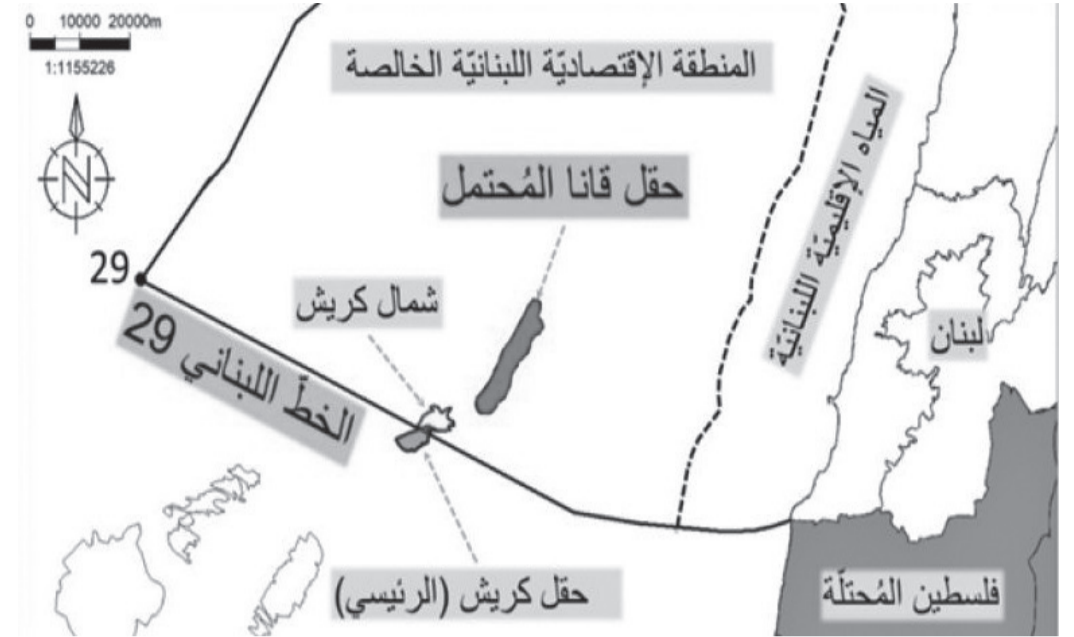 0 10000 20000m
1:1155226
N
المنطقة الإقتصاديّة اللبنانيّة الخالصة
المياه الإقليميّة اللبنانيّة
حقل قانا المُحتمل
29
شمال كريش
لبنان
الخطّ اللبناني 29
حقل كريش (الرئيسي)
فلسطين المُحتلّة